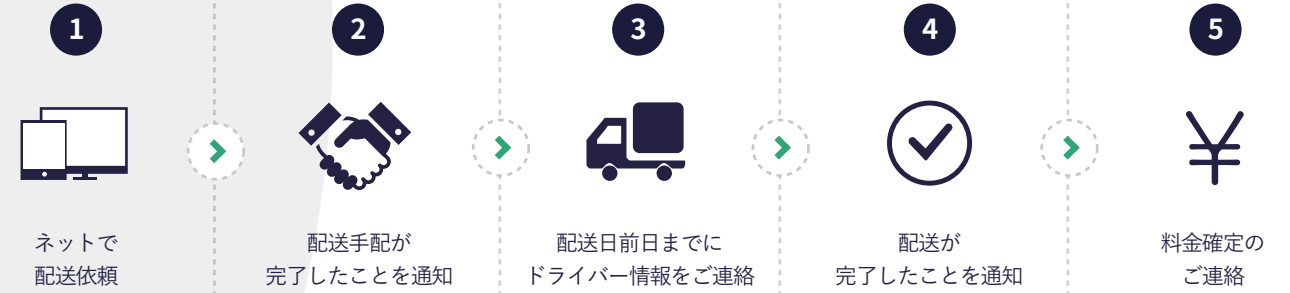 1
ネットで
配送依頼
2
配送手配が
完了したことを通知
3
配送日前日までに
ドライバー情報をご連絡
4
配送が
完了したことを通知
5
料金確定の
ご連絡